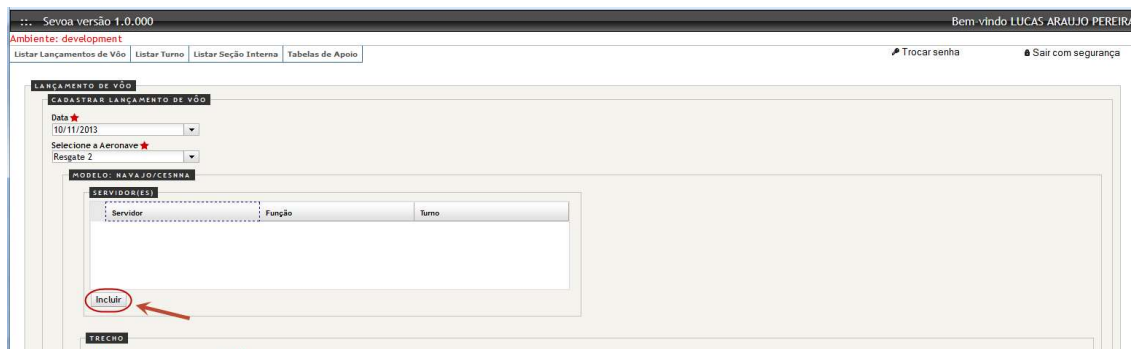 ::. Sevoa versão 1.0.000 Bem-vindo LUCAS ARAUJO PEREIRA
Ambiente: development
Listar Lançamentos de Vôo Listar Turno Listar Seção Interna Tabelas de Apoio Trocar senha Sair com segurança
LANÇAMENTO DE VÔO
CADASTRAR LANÇAMENTO DE VÔO
Data
10/11/2013
Selecione a Aeronave
Resgate 2
MODELO: NAVAJO/CESNNA
SERVIDOR(ES)
Servidor Função Turno
Incluir
TRECHO